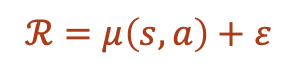 ℛ = μ(s, a) + ε